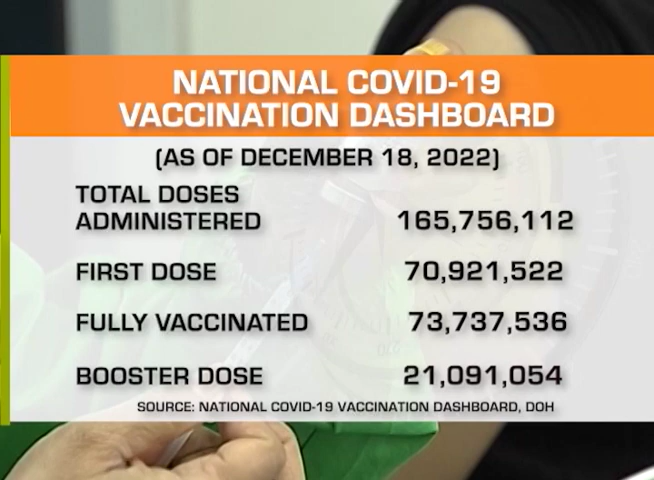 NATIONAL COVID-19
VACCINATION DASHBOARD
(AS OF DECEMBER 18, 2022)
TOTAL DOSES
ADMINISTERED 165,756,112
FIRST DOSE 70,921,522
FULLY VACCINATED 73,737,536
BOOSTER DOSE 21,091,054
SOURCE: NATIONAL COVID-19 VACCINATION DASHBOARD, DOH